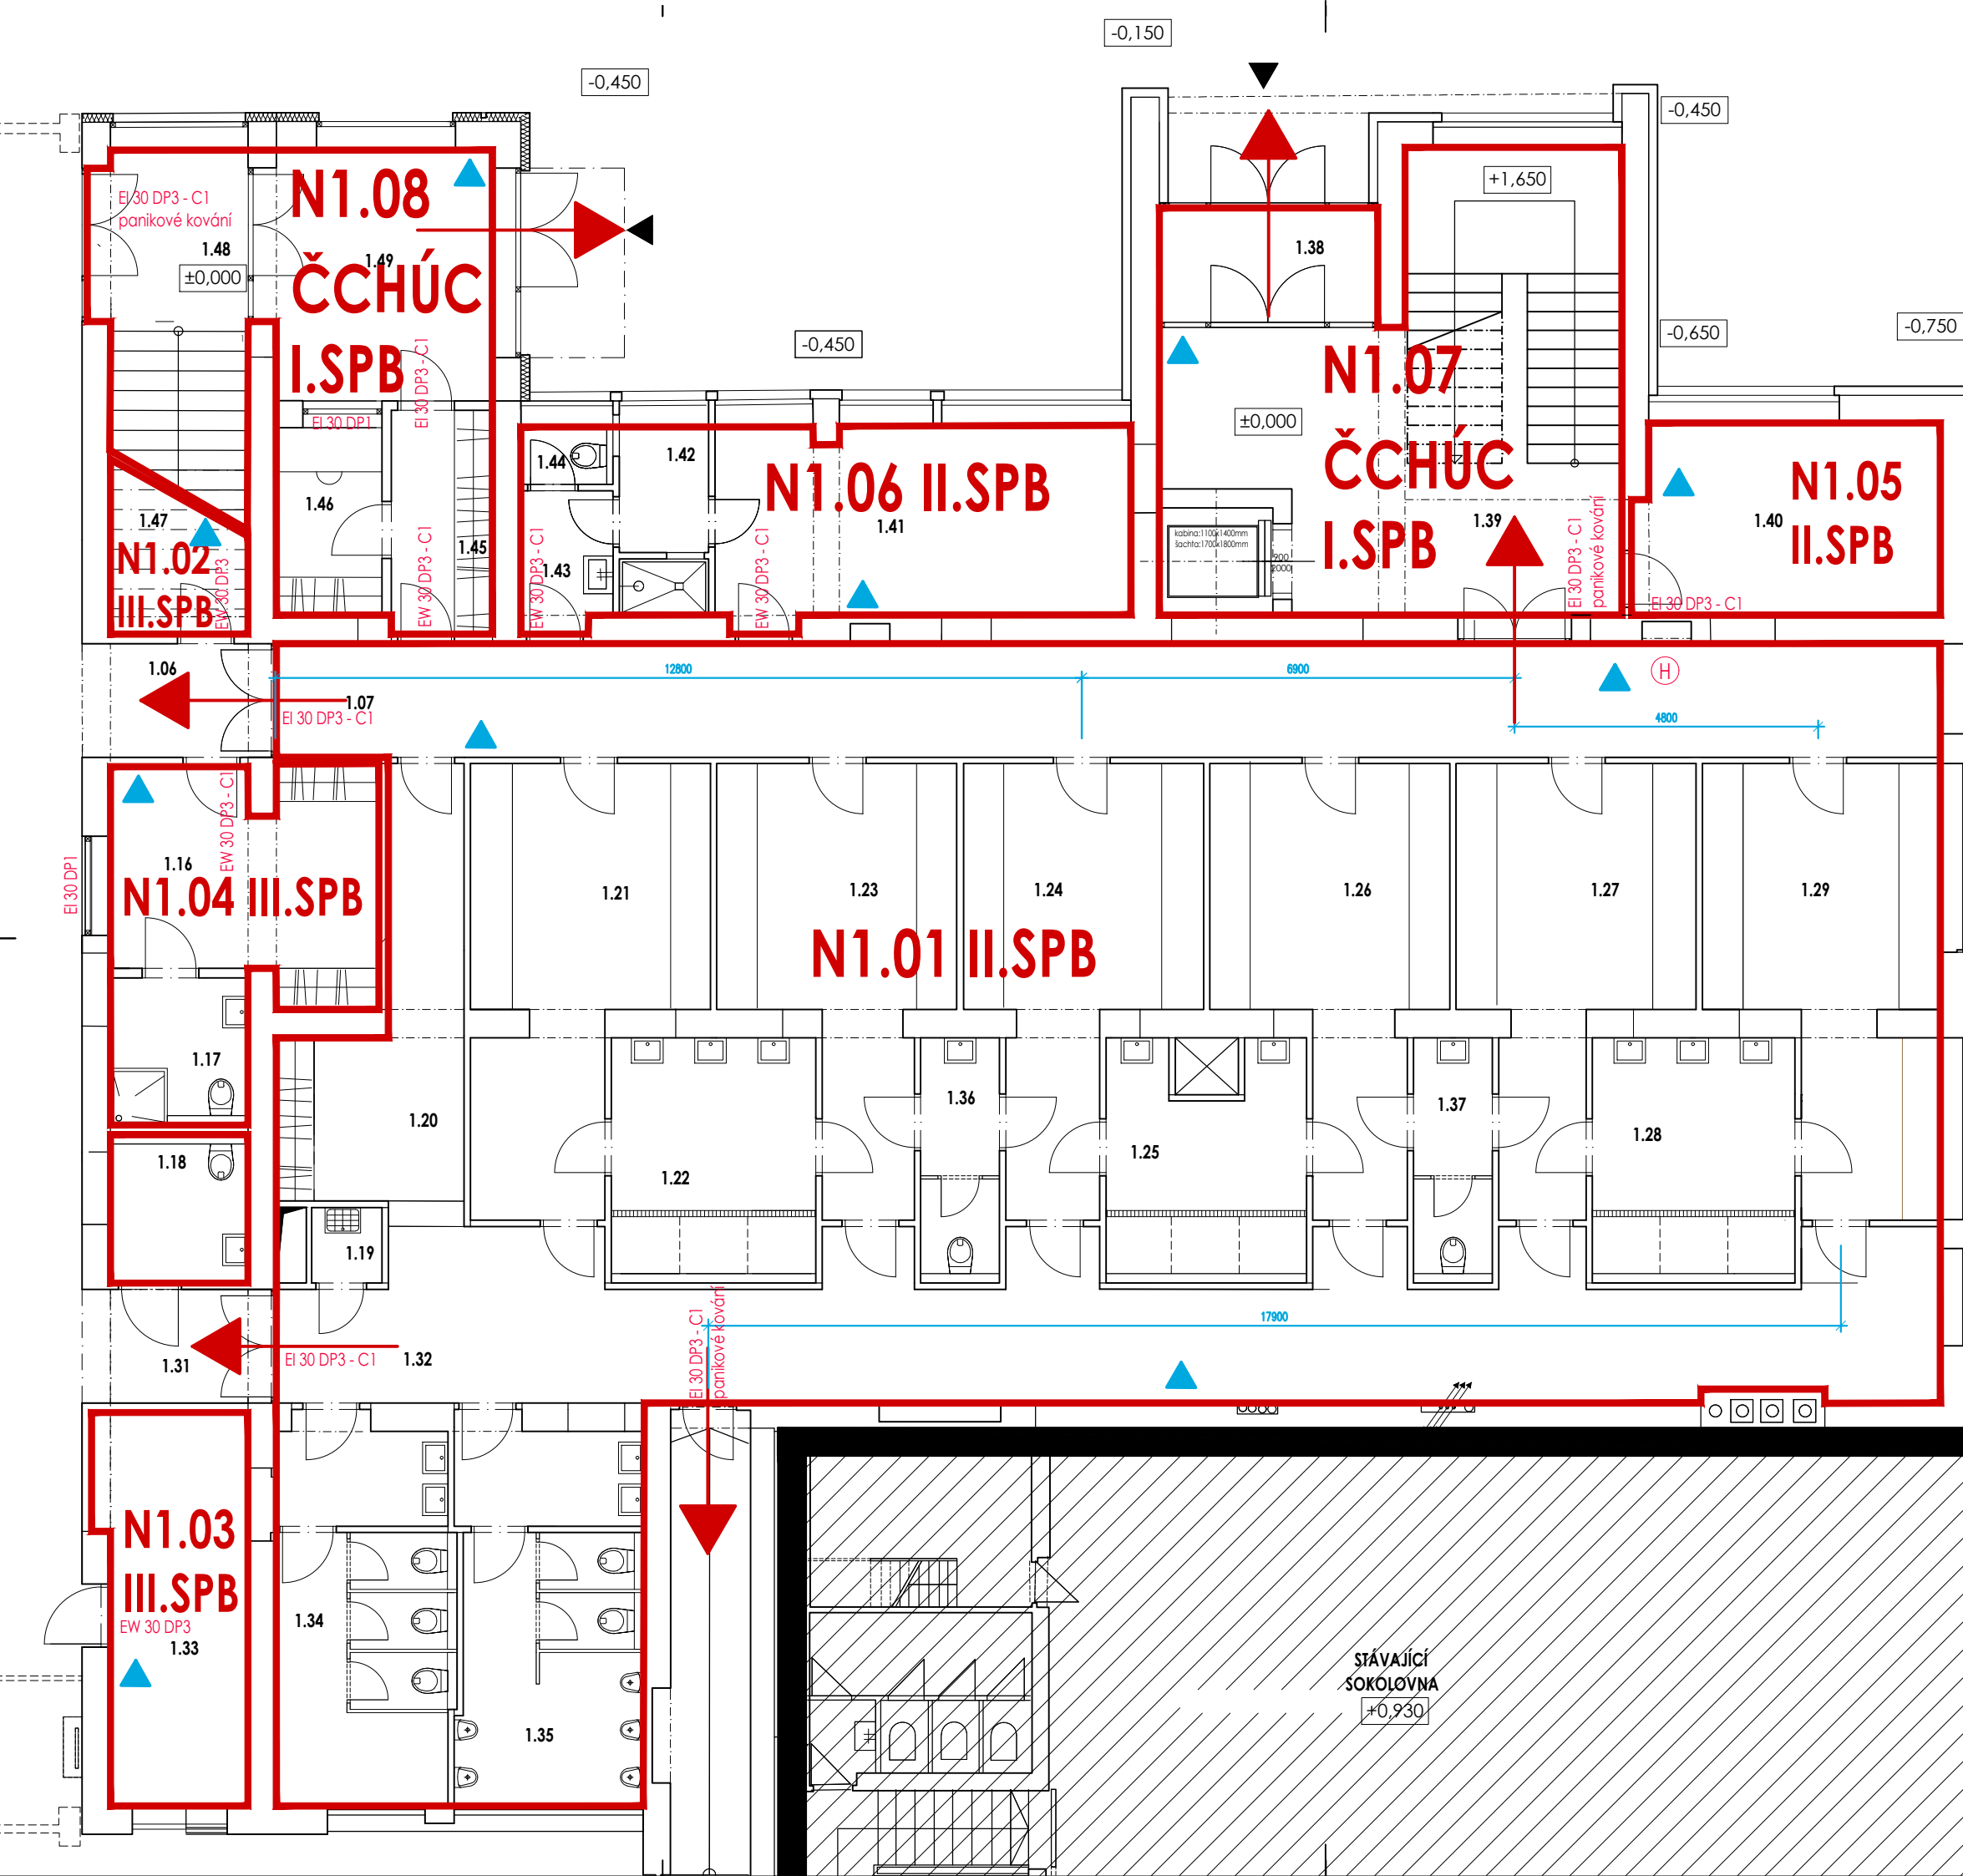 -0,150
-0,450
-0,450
N1.08
+1,650
EI 30 DP3 - C1
panikové kování
1.48
1.49
1.38
±0,000
ČCHÚC
-0,450
-0,650
-0,750
I.SPB
EI 30 DP3 - C1
N1.07
EI 30 DP1
±0,000
1.44
1.42
ČCHÚC
N1.06 II.SPB
N1.05
1.46
1.47
1.41
1.39
1.40
N1.02
1.45
kabina:1100x1400mm
šachta:1700x1800mm
900
2000
I.SPB
II.SPB
1.43
III.SPB
EW 30 DP3
EW 30 DP3 - C1
EW 30 DP3 - C1
EW 30 DP3 - C1
EI 30 DP3 - C1
panikové kování
EI 30 DP3 - C1
1.06
12800
6900
H
1.07
EI 30 DP3 - C1
4800
EW 30 DP3 - C1
EI 30 DP1
1.16
N1.04 III.SPB
1.21
1.23
1.24
1.26
1.27
1.29
N1.01 II.SPB
1.17
1.36
1.37
1.20
1.18
1.22
1.25
1.28
1.19
17900
1.31
EI 30 DP3 - C1
1.32
EI 30 DP3 - C1
panikové kování
N1.03
III.SPB
EW 30 DP3
1.33
1.34
1.35
STÁVAJÍCÍ
SOKOLOVNA
+0,930